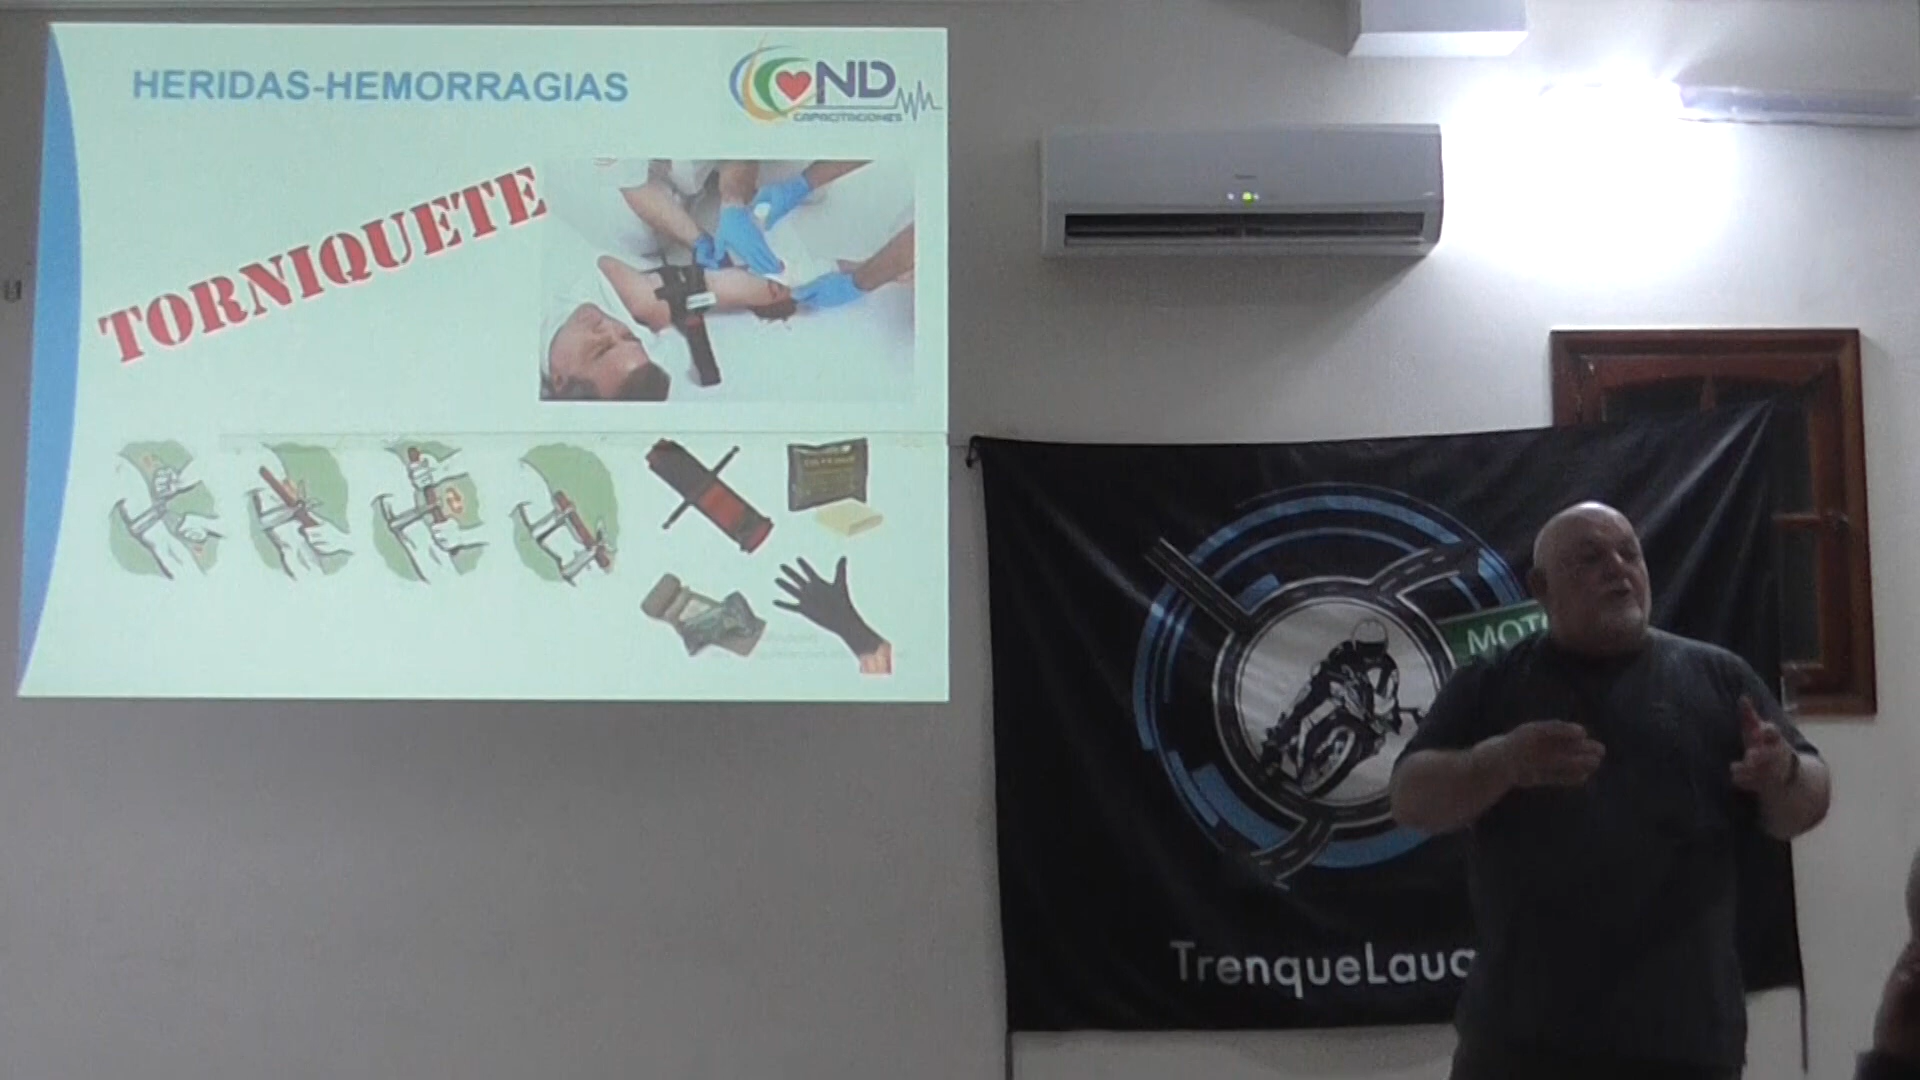 HERIDAS-HEMORRAGIAS
ND
CAPACITACIONES
TORNIQUETE
MOTO
TrenqueLauq